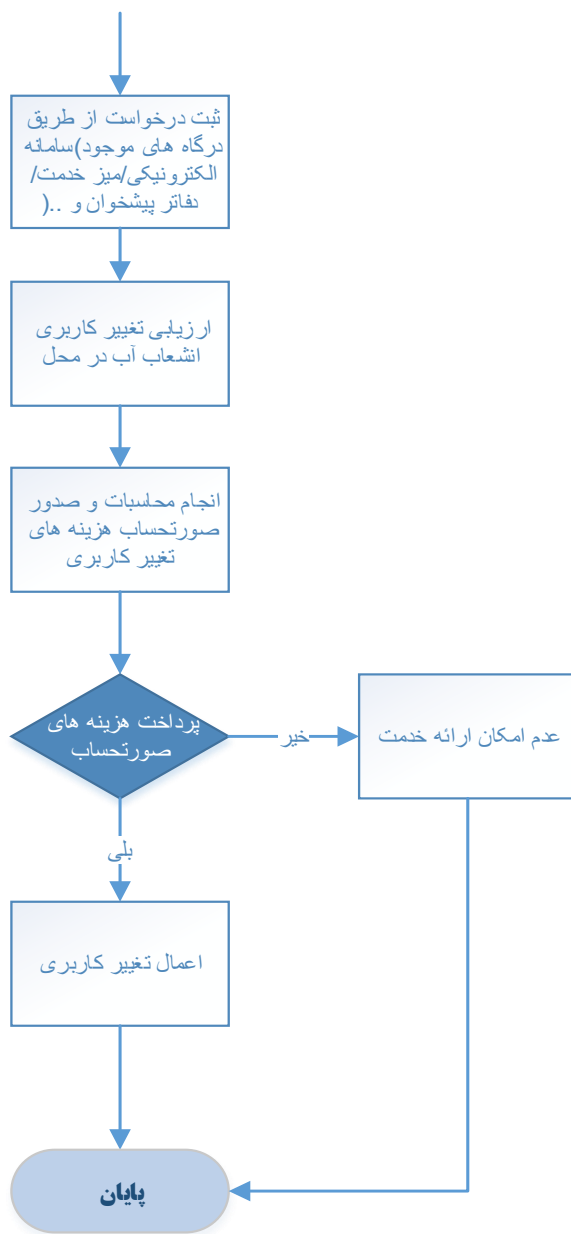 ثبت درخواست از طریق
درگاه های موجود)سامانه
الکترونیکی/میز خدمت/
دفاتر پیشخوان و ..(
ارزیابی تغییر کاربری
انشعاب آب در محل
انجام محاسبات و صدور
صورتحساب هزینه های
تغییر کاربری
پرداخت هزینه های
صورتحساب
خیر
عدم امکان ارائه خدمت
بلی
اعمال تغییر کاربری
پایان